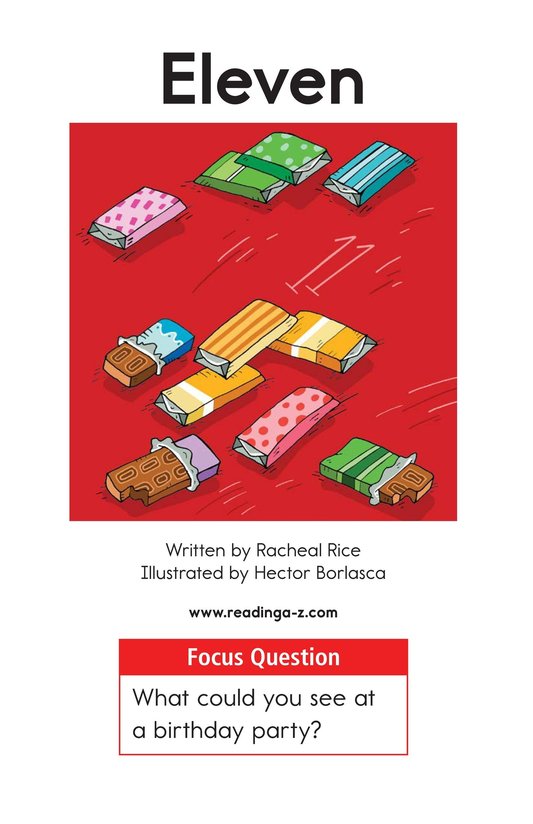 Eleven
11
Written by Racheal Rice
Illustrated by Hector Borlasca
www.readinga-z.com
Focus Question
What could you see at
a birthday party?